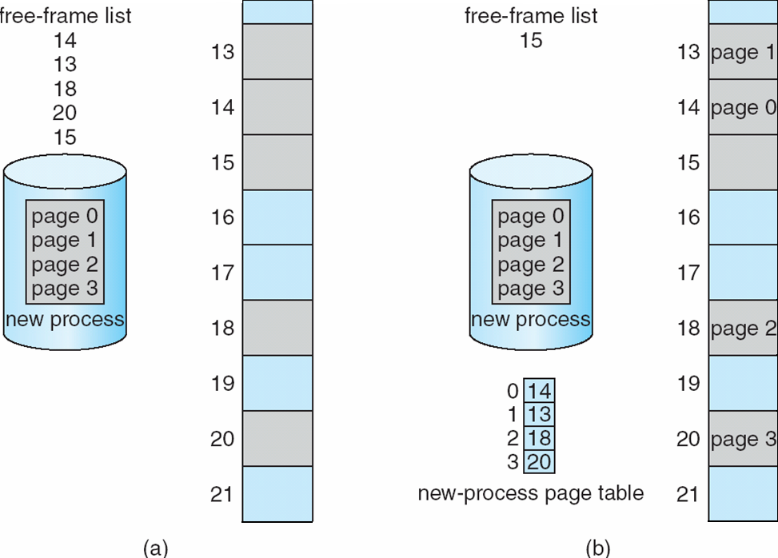 free-frame list
14
13
18
20
15
page 0
page 1
page 2
page 3
new process
13
14
15
16
17
18
19
20
21
(a)
free-frame list
15
page 0
page 1
page 2
page 3
new process
0 14
1 13
2 18
3 20
new-process page table
13 page 1
14 page 0
15
16
17
18 page 2
19
20 page 3
21
(b)